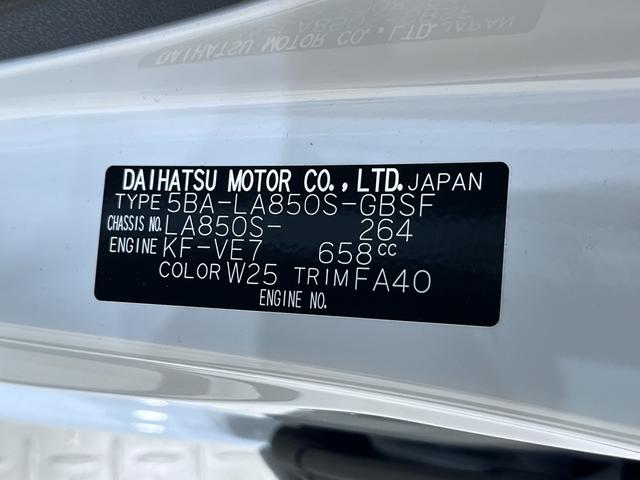 DAIHATSU MOTOR CO., LTD. JAPAN
TYPE 5BA-LA850S-GBSF
CHASSIS NO. LA850S- 264
ENGINE KF-VE7 658cc
COLOR W25 TRIM FA40
ENGINE NO.